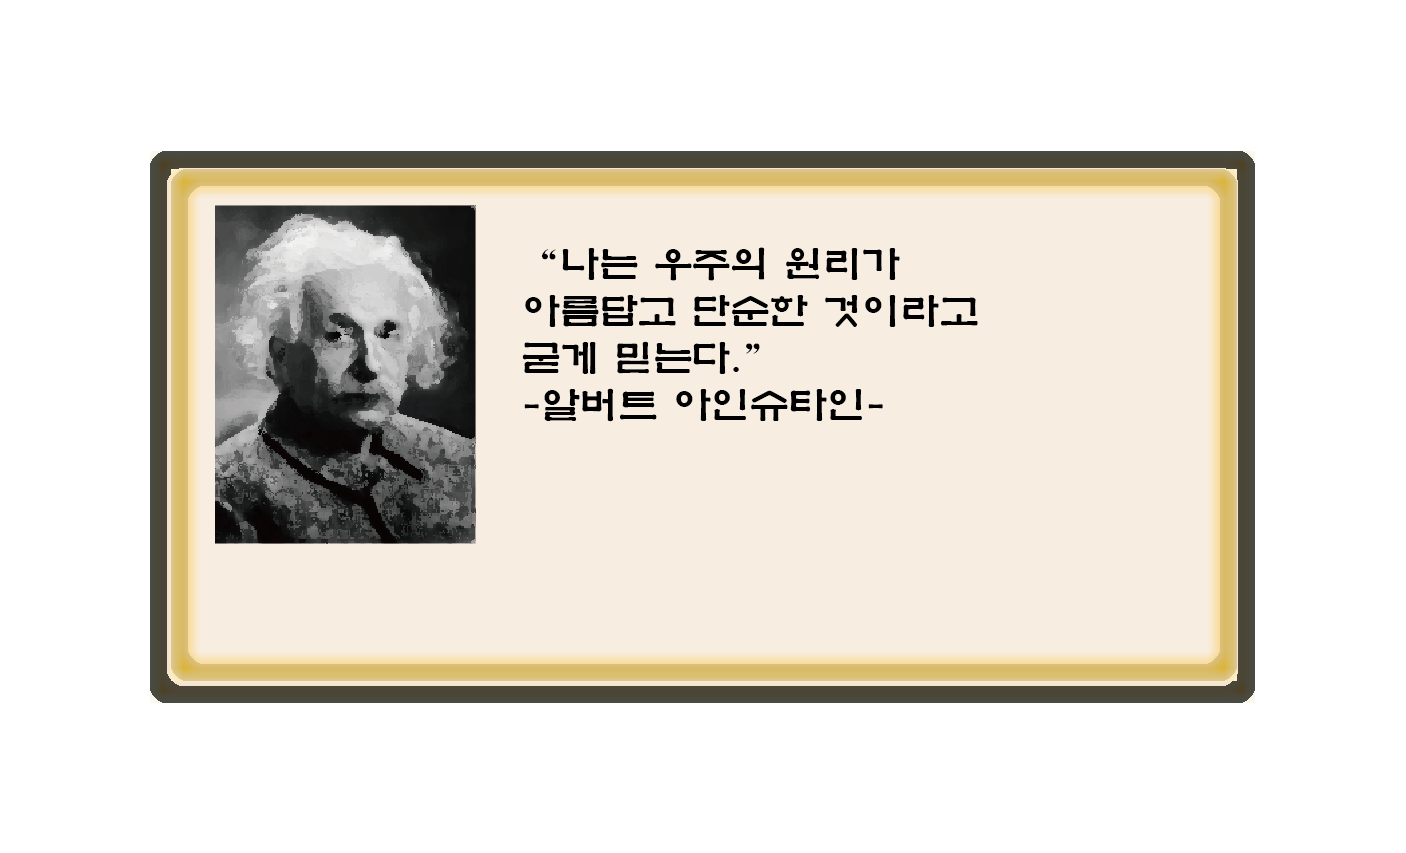 “나는 우주의 원리가
아름답고 단순한 것이라고
굳게 믿는다.”
-알버트 아인슈타인-